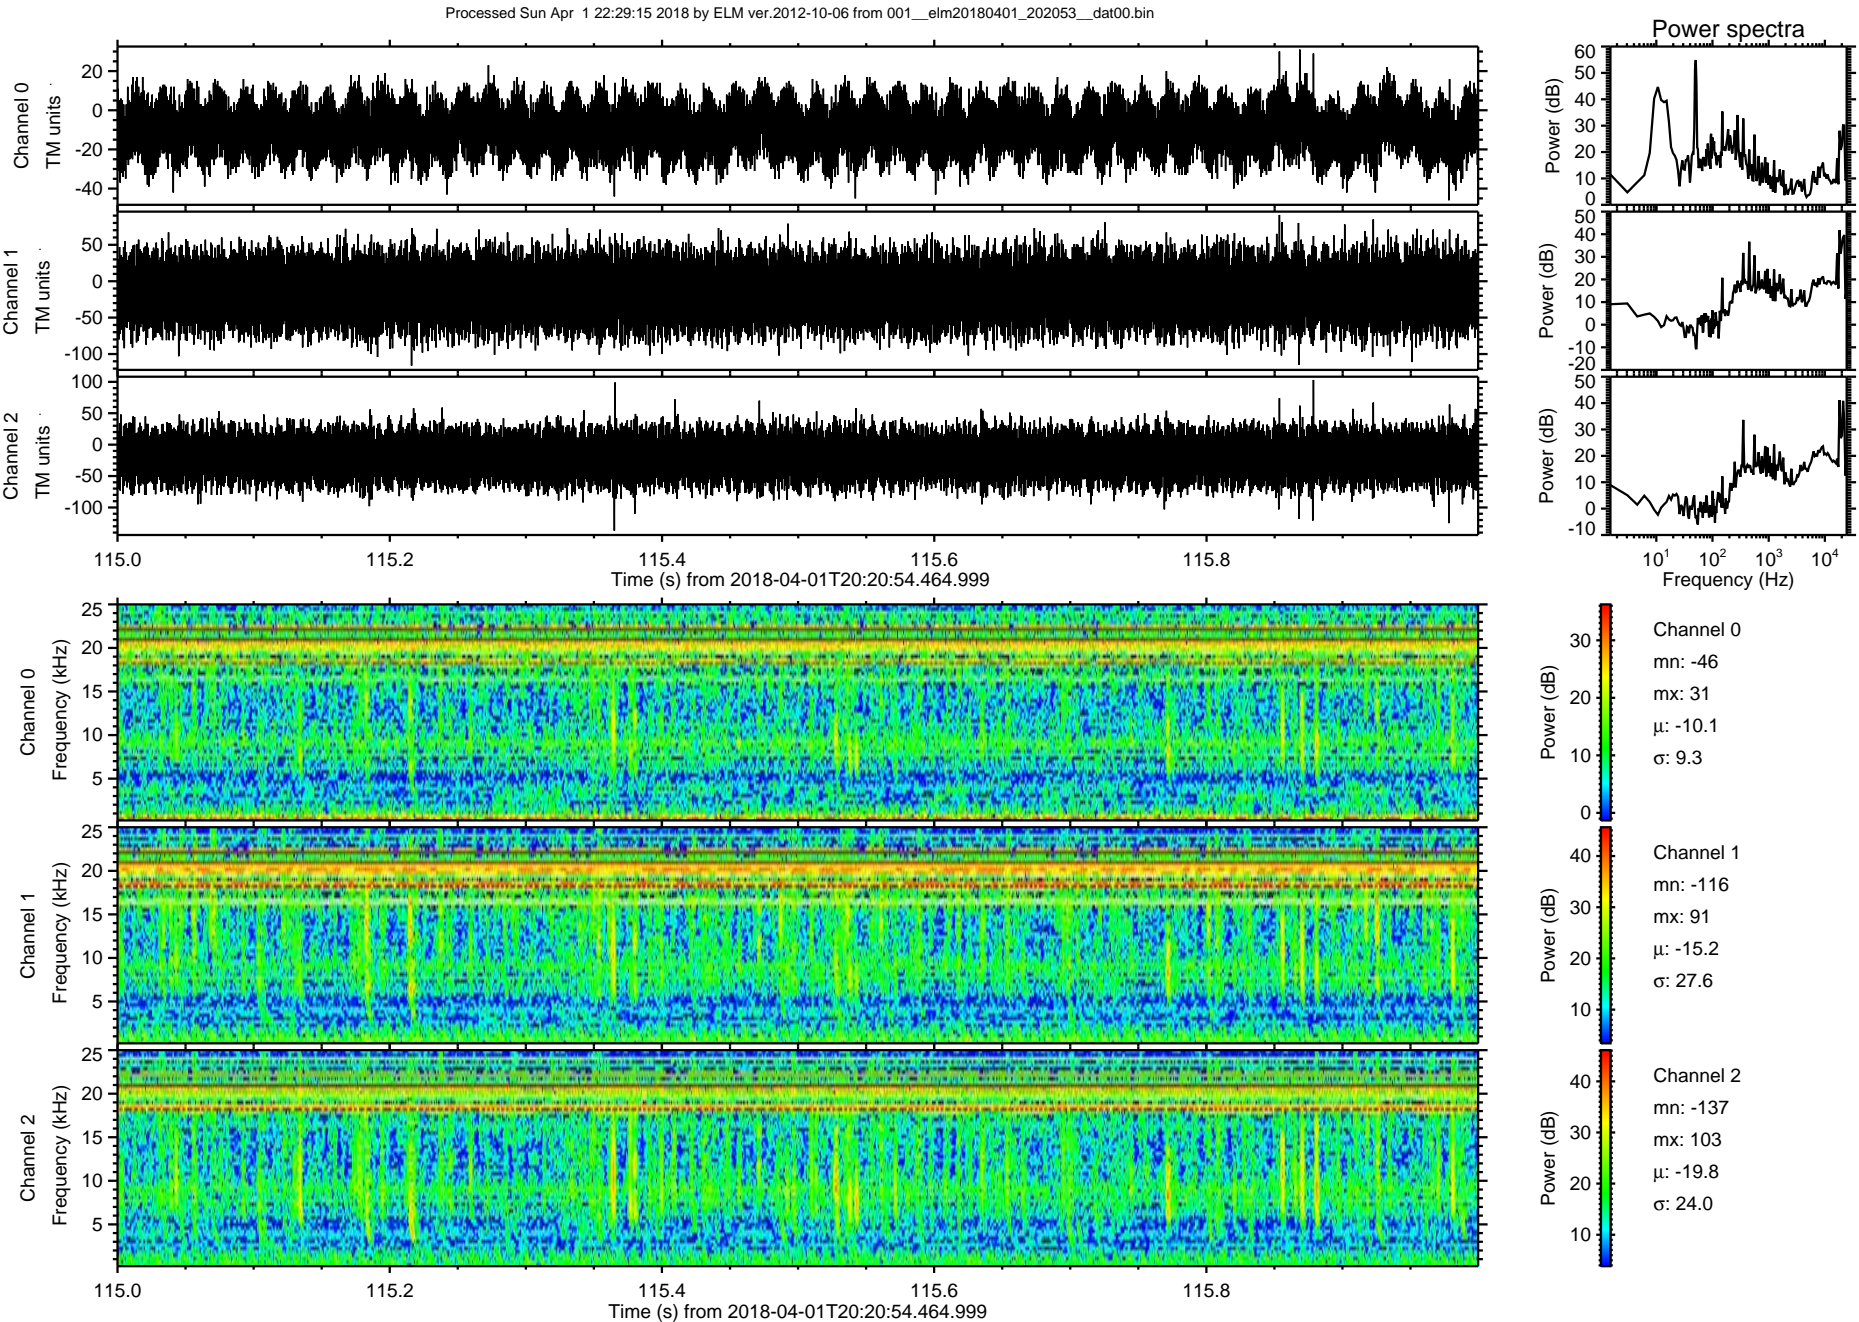 Processed Sun Apr  1 22:29:15 2018 by ELM ver.2012-10-06 from 001__elm20180401_202053__dat00.bin
Power spectra
Channel 0
TM units
20
0
-20
-40
Power (dB)
60
50
40
30
20
10
0
Channel 1
TM units
50
0
-50
-100
Power (dB)
50
40
30
20
10
0
-10
-20
Channel 2
TM units
100
50
0
-50
-100
Power (dB)
50
40
30
20
10
0
-10
115.0 115.2 115.4 115.6 115.8
Time (s) from 2018-04-01T20:20:54.464.999
10^1 10^2 10^3 10^4
Frequency (Hz)
Channel 0
Frequency (kHz)
25
20
15
10
5
Power (dB)
30
20
10
0
Channel 0
mn: -46
mx: 31
μ: -10.1
σ: 9.3
Channel 1
Frequency (kHz)
25
20
15
10
5
Power (dB)
40
30
20
10
Channel 1
mn: -116
mx: 91
μ: -15.2
σ: 27.6
Channel 2
Frequency (kHz)
25
20
15
10
5
Power (dB)
40
30
20
10
Channel 2
mn: -137
mx: 103
μ: -19.8
σ: 24.0
115.0 115.2 115.4 115.6 115.8
Time (s) from 2018-04-01T20:20:54.464.999